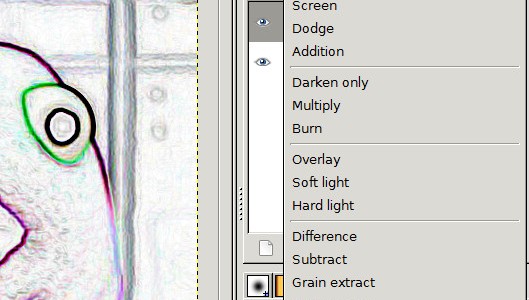 Screen
Dodge
Addition
Darken only
Multiply
Burn
Overlay
Soft light
Hard light
Difference
Subtract
Grain extract